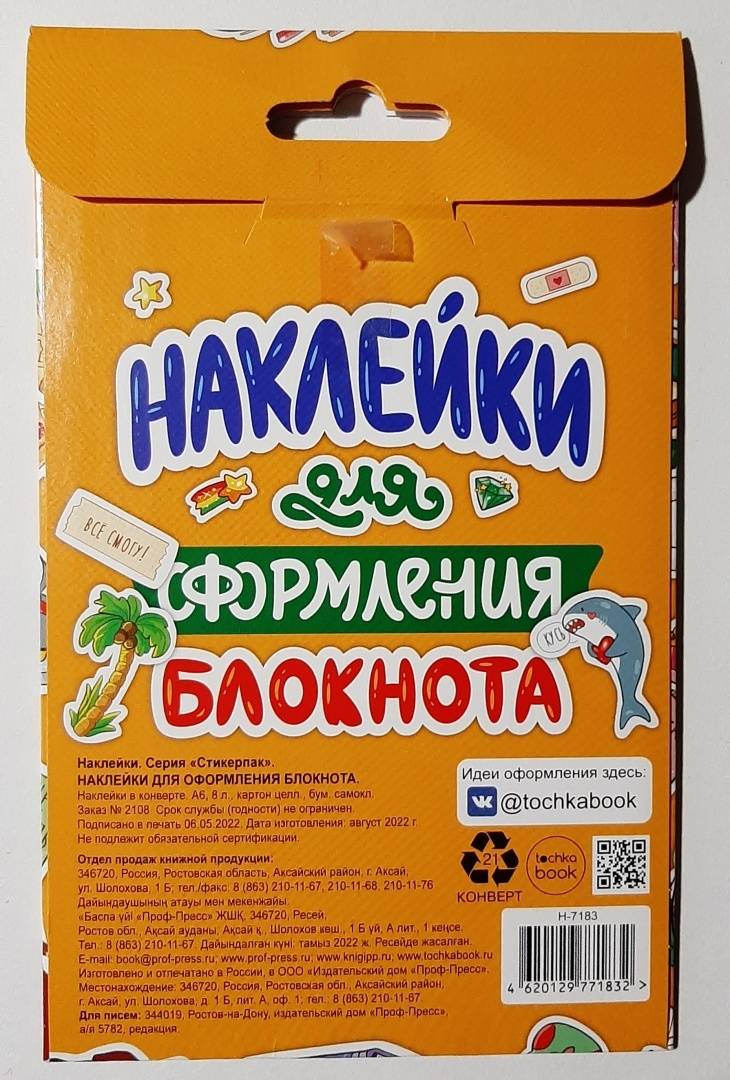 НАКЛЕЙКИ
для
ВСЁ СМОГУ!
ОФОРМЛЕНИЯ
КУСЬ
БЛОКНОТА
Наклейки. Серия «Стикерпак».
НАКЛЕЙКИ ДЛЯ ОФОРМЛЕНИЯ БЛОКНОТА.
Наклейки в конверте. А6, 8 л., картон целл., бум. самокл.
Заказ № 2108. Срок службы (годности) не ограничен.
Подписано в печать 06.05.2022. Дата изготовления: август 2022 г.
Не подлежит обязательной сертификации.
Отдел продаж книжной продукции:
346720, Россия, Ростовская область, Аксайский район, г. Аксай,
ул. Шолохова, 1 Б; тел./факс: 8 (863) 210-11-67, 210-11-68. 210-11-76
Дайындаушының атауы мен мекенжайы:
«Баспа үйі «Проф-Пресс» ЖШҚ, 346720, Ресей,
Ростов обл., Ақсай ауданы, Ақсай қ., Шолохов көш., 1 Б үй, А лит., 1 кеңсе.
Тел.: 8 (863) 210-11-67. Дайындалған күні: тамыз 2022 ж. Ресейде жасалған.
E-mail: book@prof-press.ru; www.prof-press.ru; www.knigipp.ru; www.tochkabook.ru
Изготовлено и отпечатано в России, в ООО «Издательский дом «Проф-Пресс».
Местонахождение: 346720, Россия, Ростовская обл., Аксайский район,
г. Аксай, ул. Шолохова, д. 1 Б, лит. А, оф. 1; тел.: 8 (863) 210-11-67.
Для писем: 344019, Ростов-на-Дону, издательский дом «Проф-Пресс»,
а/я 5782, редакция.
Идеи оформления здесь:
@tochkabook
21
КОНВЕРТ
tochka
book
Н-7183
4 620129 771832 >